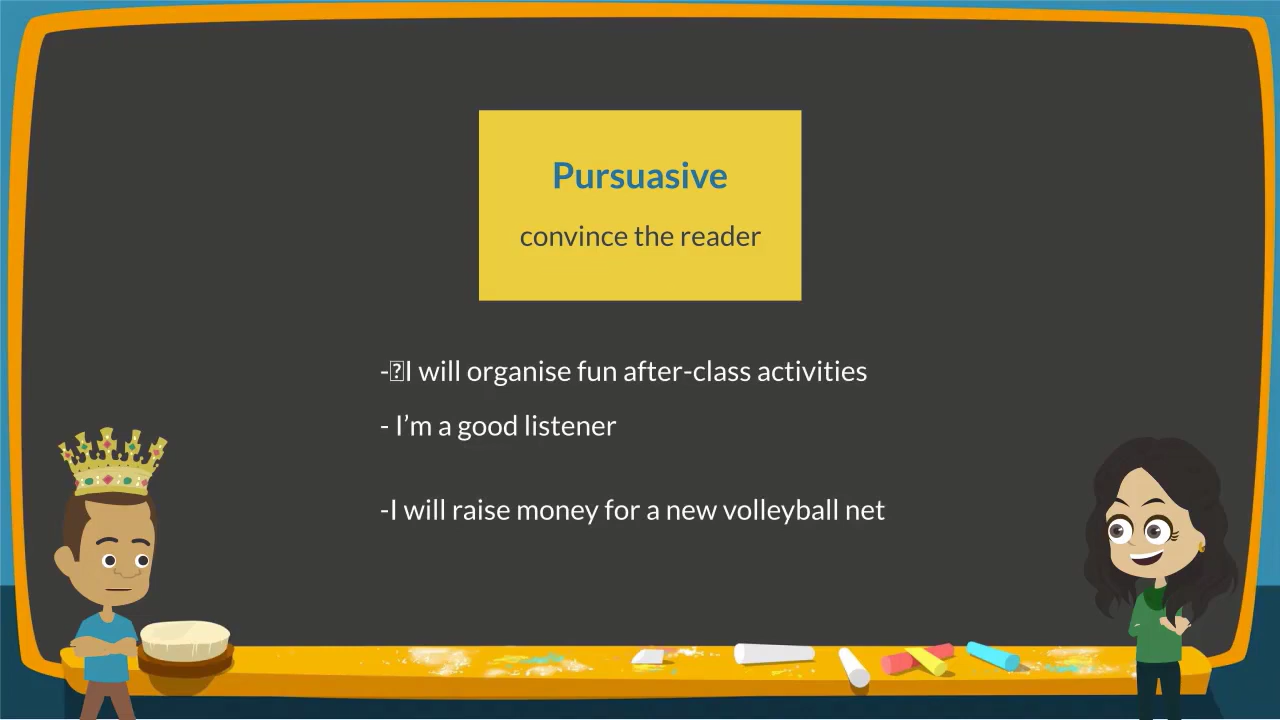 Pursuasive
convince the reader
-�I will organise fun after-class activities
- I’m a good listener
-I will raise money for a new volleyball net